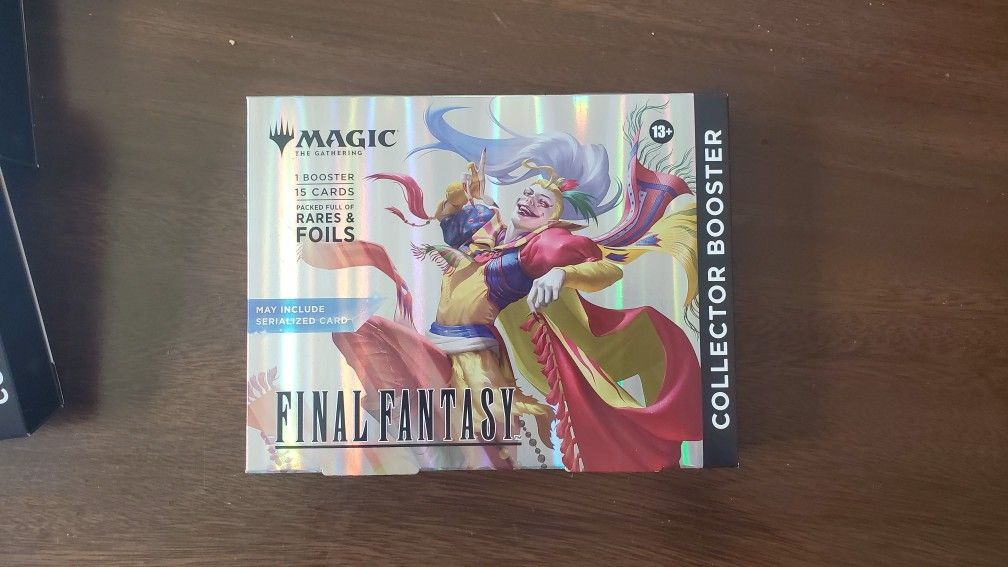 MAGIC
THE GATHERING
1 BOOSTER
15 CARDS
PACKED FULL OF
RARES &
FOILS
MAY INCLUDE
SERIALIZED CARD
FINAL FANTASY
13+
COLLECTOR BOOSTER